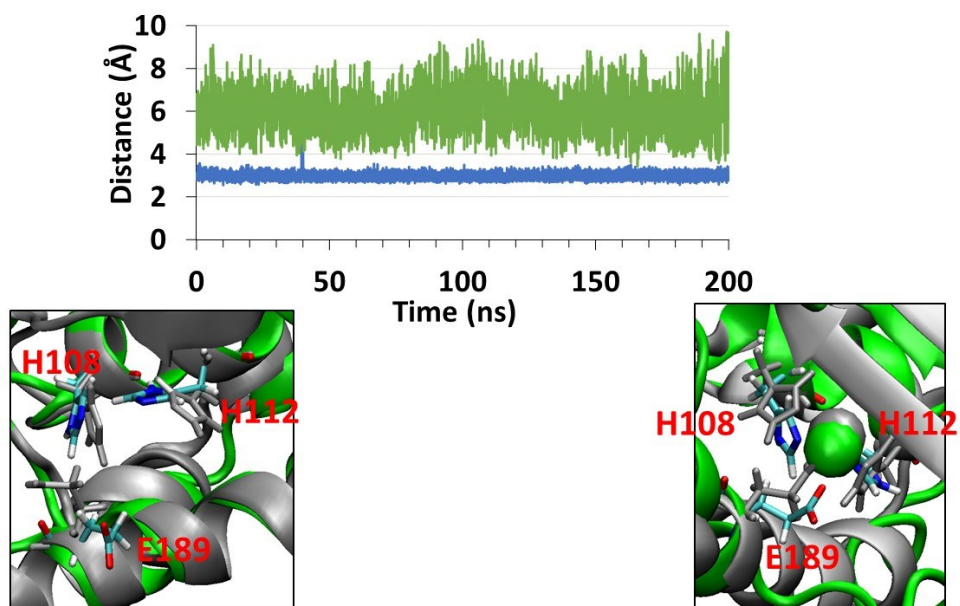 Distance (Å)
10
8
6
4
2
0
0 50 100 150 200
Time (ns)
H108
H112
E189
H108
H112
E189